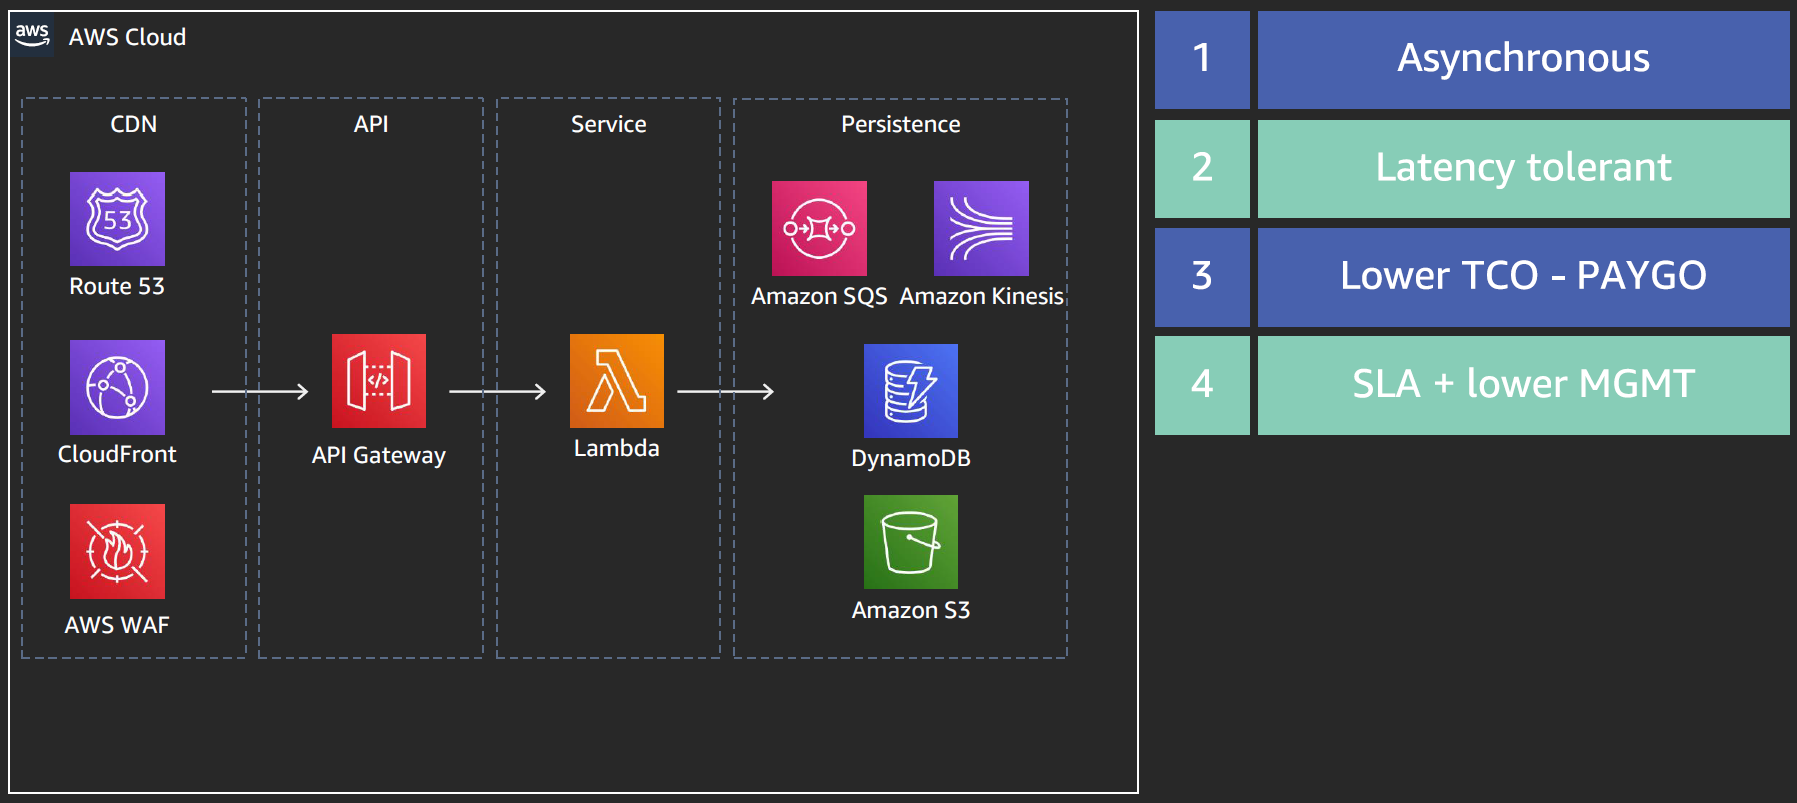 aws
AWS Cloud
CDN
Route 53
CloudFront
AWS WAF
API
API Gateway
Service
Lambda
Persistence
Amazon SQS
Amazon Kinesis
DynamoDB
Amazon S3
53
</>
1 Asynchronous
2 Latency tolerant
3 Lower TCO - PAYGO
4 SLA + lower MGMT